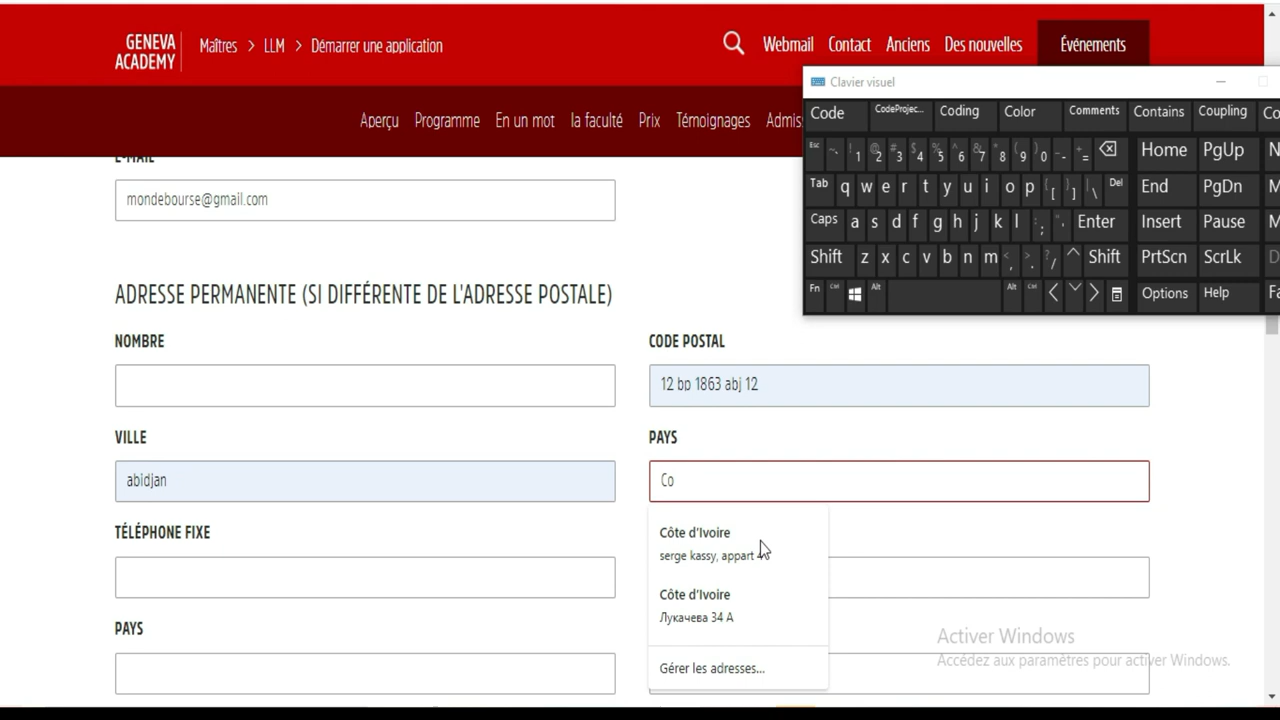 GENEVA
ACADEMY
Maîtres > LLM > Démarrer une application
Webmail Contact Anciens Des nouvelles Événements
Clavier visuel
Aperçu Programme En un mot la faculté Prix Témoignages Admis
Code CodeProjec... Coding Color Comments Contains Coupling Co
Esc ~ ` ! 1 @ 2 # 3 $ 4 % 5 ^ 6 & 7 * 8 ( 9 ) 0 _ - + = Home PgUp N
Tab q w e r t y u i o p { [ } ] | \ Del End PgDn M
Caps a s d f g h j k l : ; " ' Enter Insert Pause M
Shift z x c v b n m < , > . ? / Shift PrtScn ScrLk D
Fn Ctrl Alt Alt Ctrl Options Help Fa
E-MAIL
mondebourse@gmail.com
ADRESSE PERMANENTE (SI DIFFÉRENTE DE L'ADRESSE POSTALE)
NOMBRE
CODE POSTAL
12 bp 1863 abj 12
VILLE
PAYS
abidjan
Co
TÉLÉPHONE FIXE
Côte d'Ivoire
serge kassy, appart
Côte d'Ivoire
Лукачева 34 А
PAYS
Gérer les adresses...
Activer Windows
Accédez aux paramètres pour activer Windows.